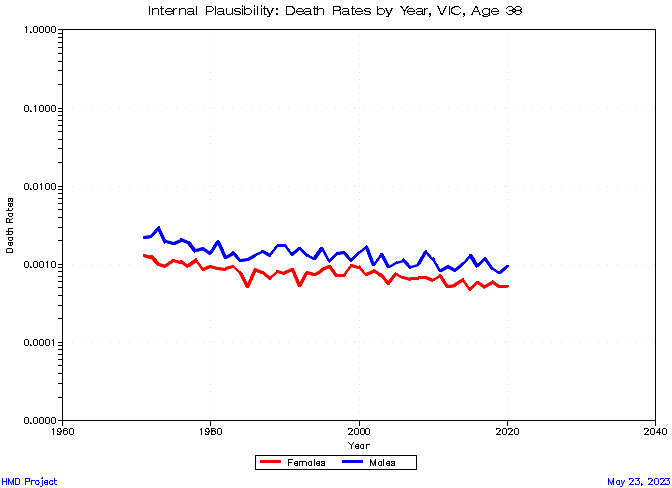 Internal Plausibility: Death Rates by Year, VIC, Age 38
1.0000
0.1000
0.0100
0.0010
0.0001
0.0000
Death Rates
1960 1980 2000 2020 2040
Year
Females Males
HMD Project May 23, 2023